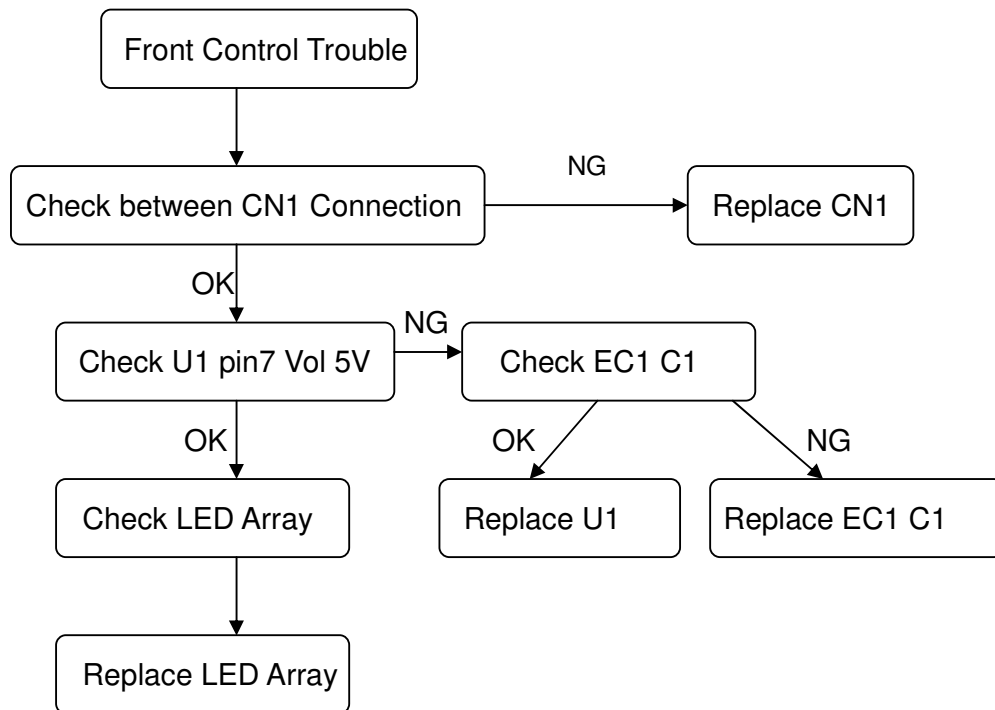 Front Control Trouble
NG
Check between CN1 Connection
Replace CN1
OK
NG
Check U1 pin7 Vol 5V
Check EC1 C1
OK
OK
NG
Check LED Array
Replace U1
Replace EC1 C1
Replace LED Array